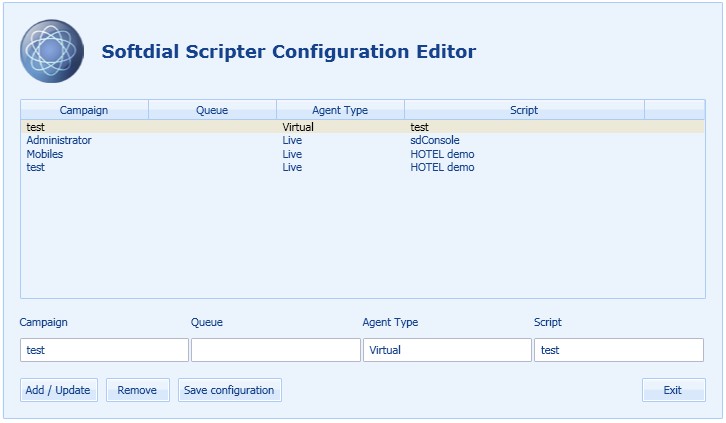 Softdial Scripter Configuration Editor
Campaign Queue Agent Type Script
test Virtual test
Administrator Live sdConsole
Mobiles Live HOTEL demo
test Live HOTEL demo
Campaign Queue Agent Type Script
test Virtual test
Add / Update Remove Save configuration Exit